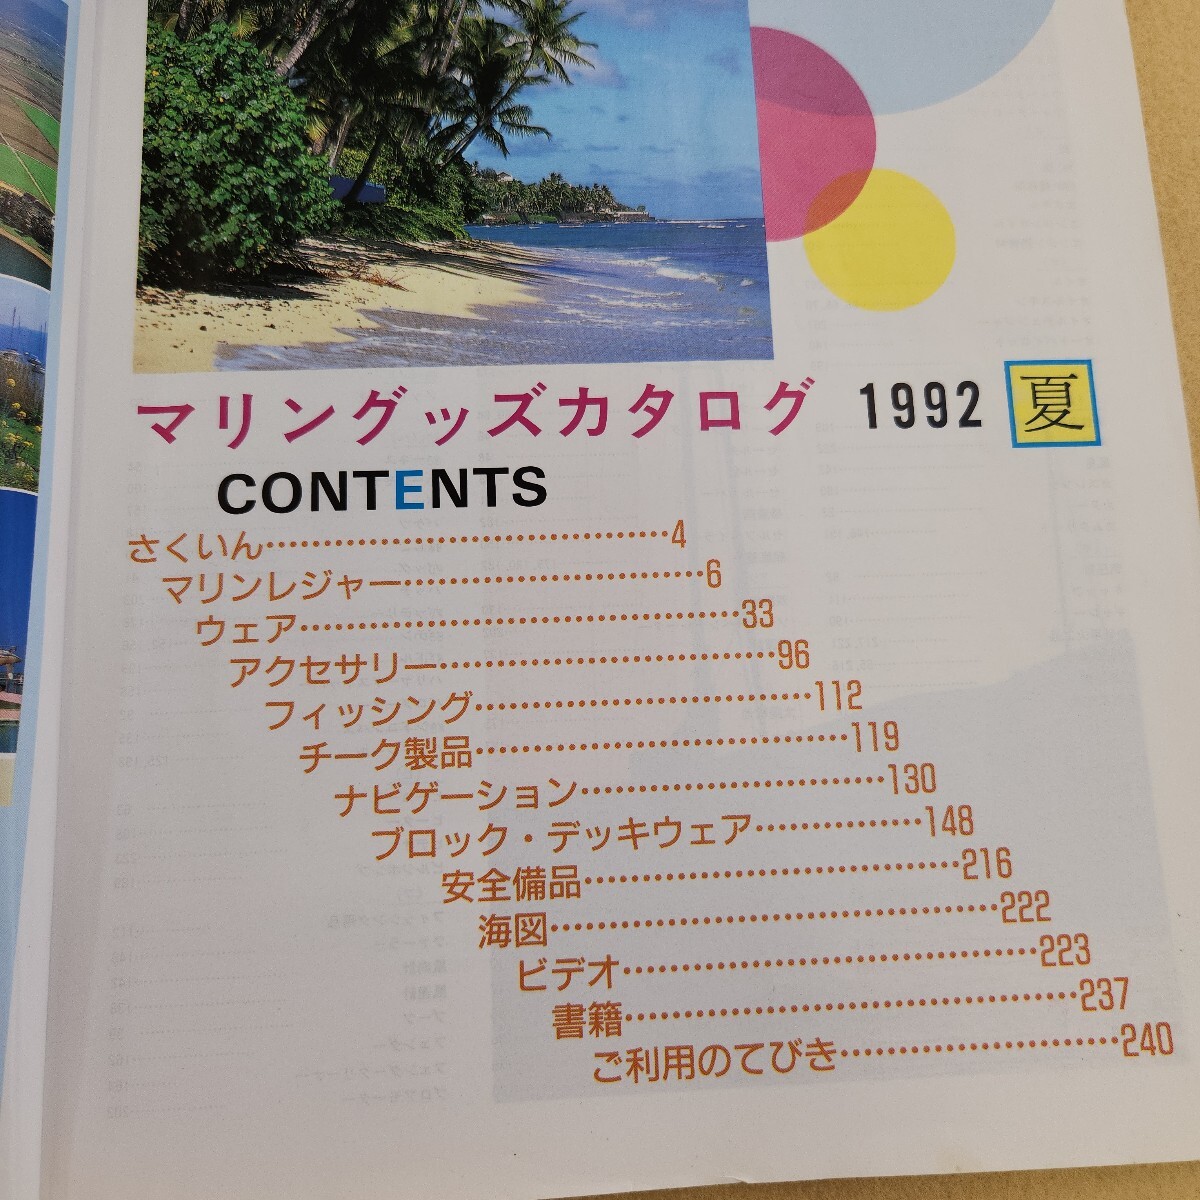 マリングッズカタログ 1992 夏
CONTENTS
さくいん……………………………4
マリンレジャー……………………6
ウェア………………………………33
アクセサリー………………………96
フィッシング………………………112
チーク製品…………………………119
ナビゲーション……………………130
ブロック・デッキウェア…………148
安全備品……………………………216
海図…………………………………222
ビデオ………………………………223
書籍…………………………………237
ご利用のてびき……………………240